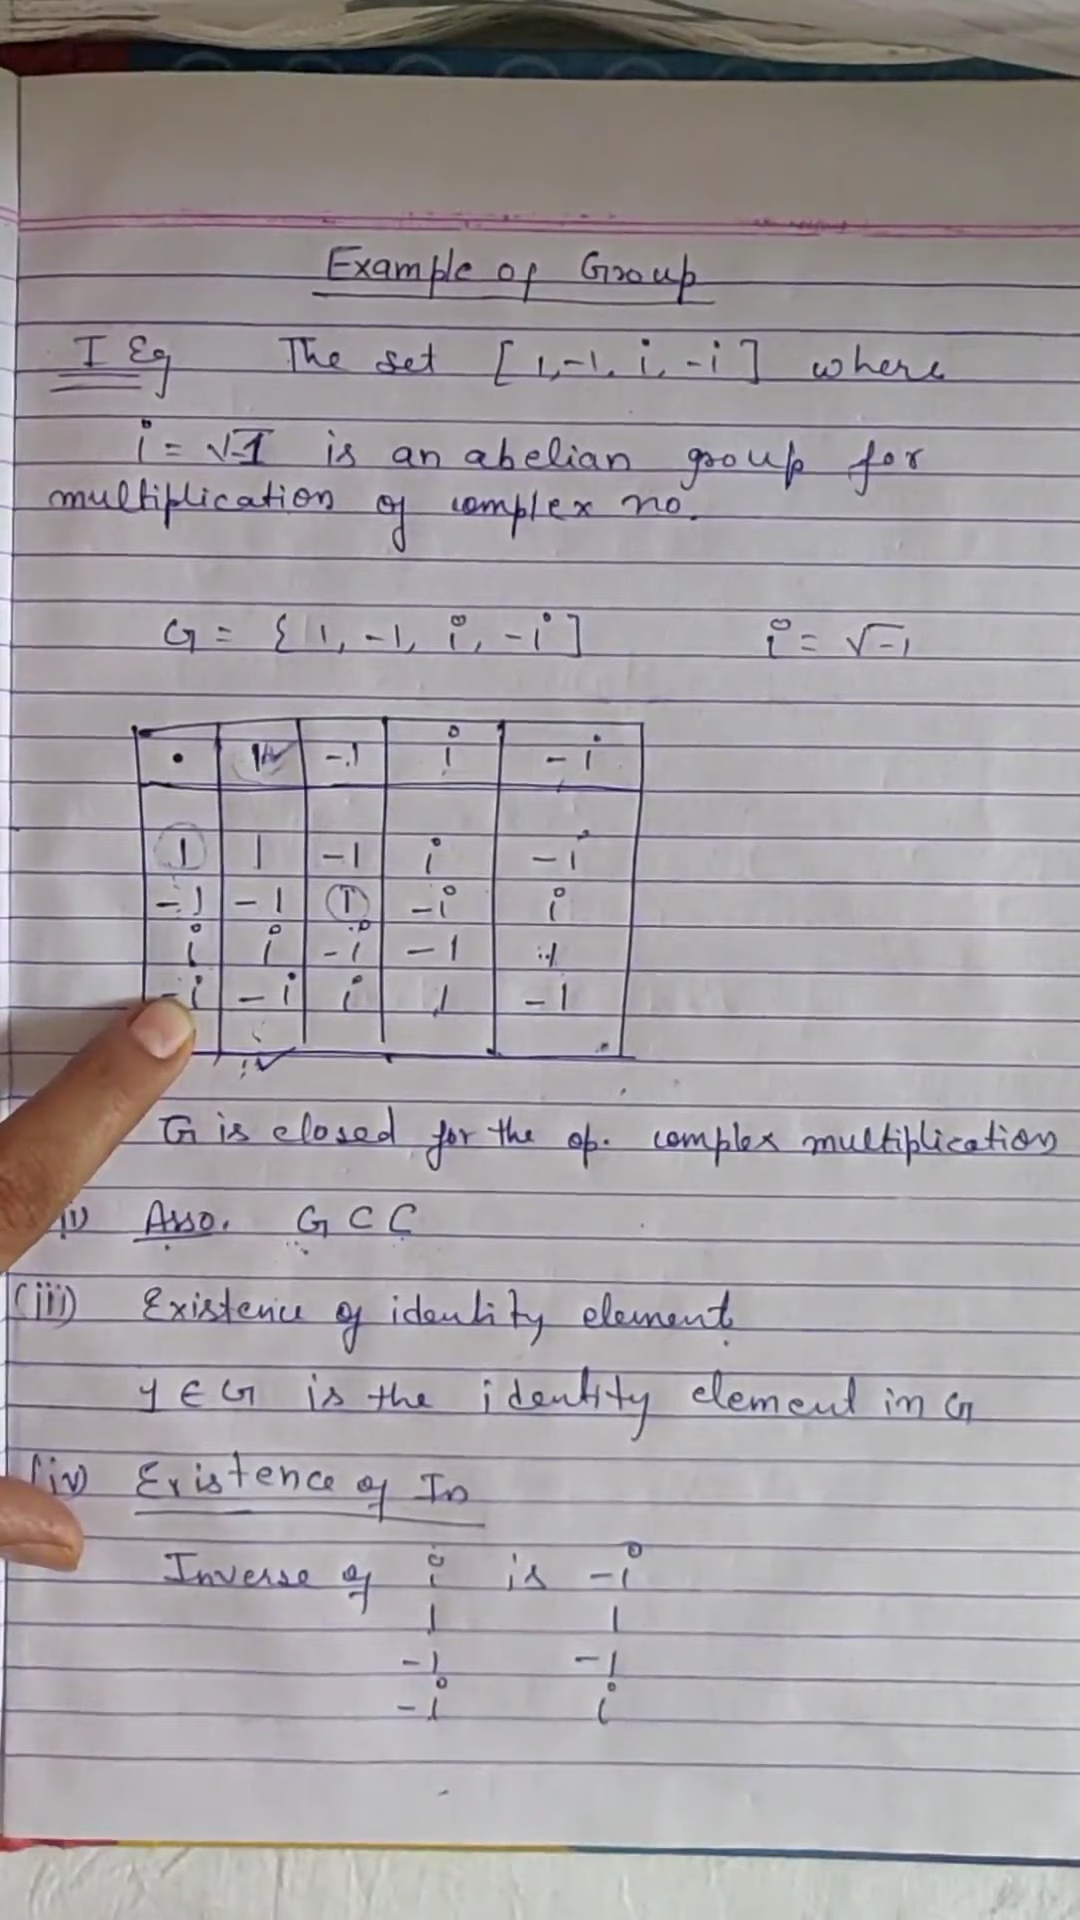 Example of Group
I Eg The set [1, -1, i, -i] where
i = √-1 is an abelian group for
multiplication of complex no.
G = {1, -1, i, -i] i = √-1
• 1 -1 i -i
1 1 -1 i -i
-1 -1 1 -i i
i i -i -1 1
-i -i i 1 -1
G is closed for the op. complex multiplication
Asso. G ⊂ C
(iii) Existence of identity element
1 ∈ G is the identity element in G
(iv) Existence of In
Inverse of i is -i
1 1
-1 -1
-i i